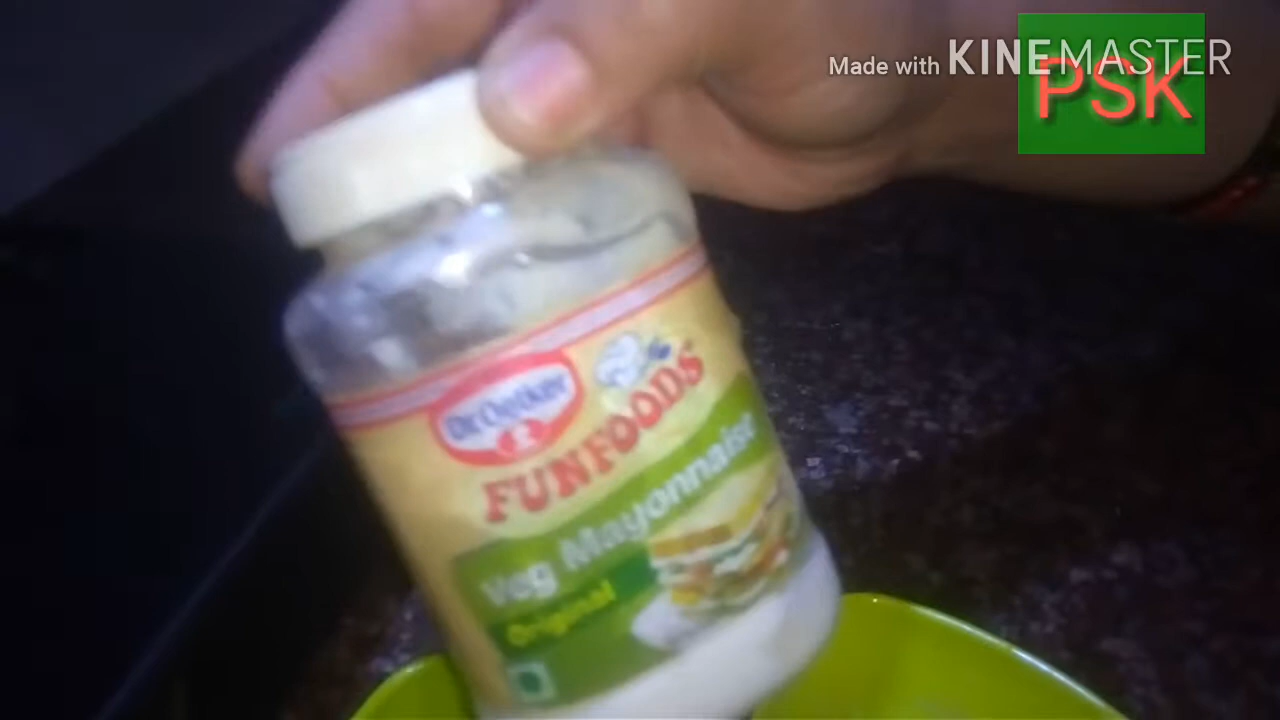 Made with KINEMASTER
PSK
Dr. Oetker
FUNFOODS
Veg Mayonnaise
Original